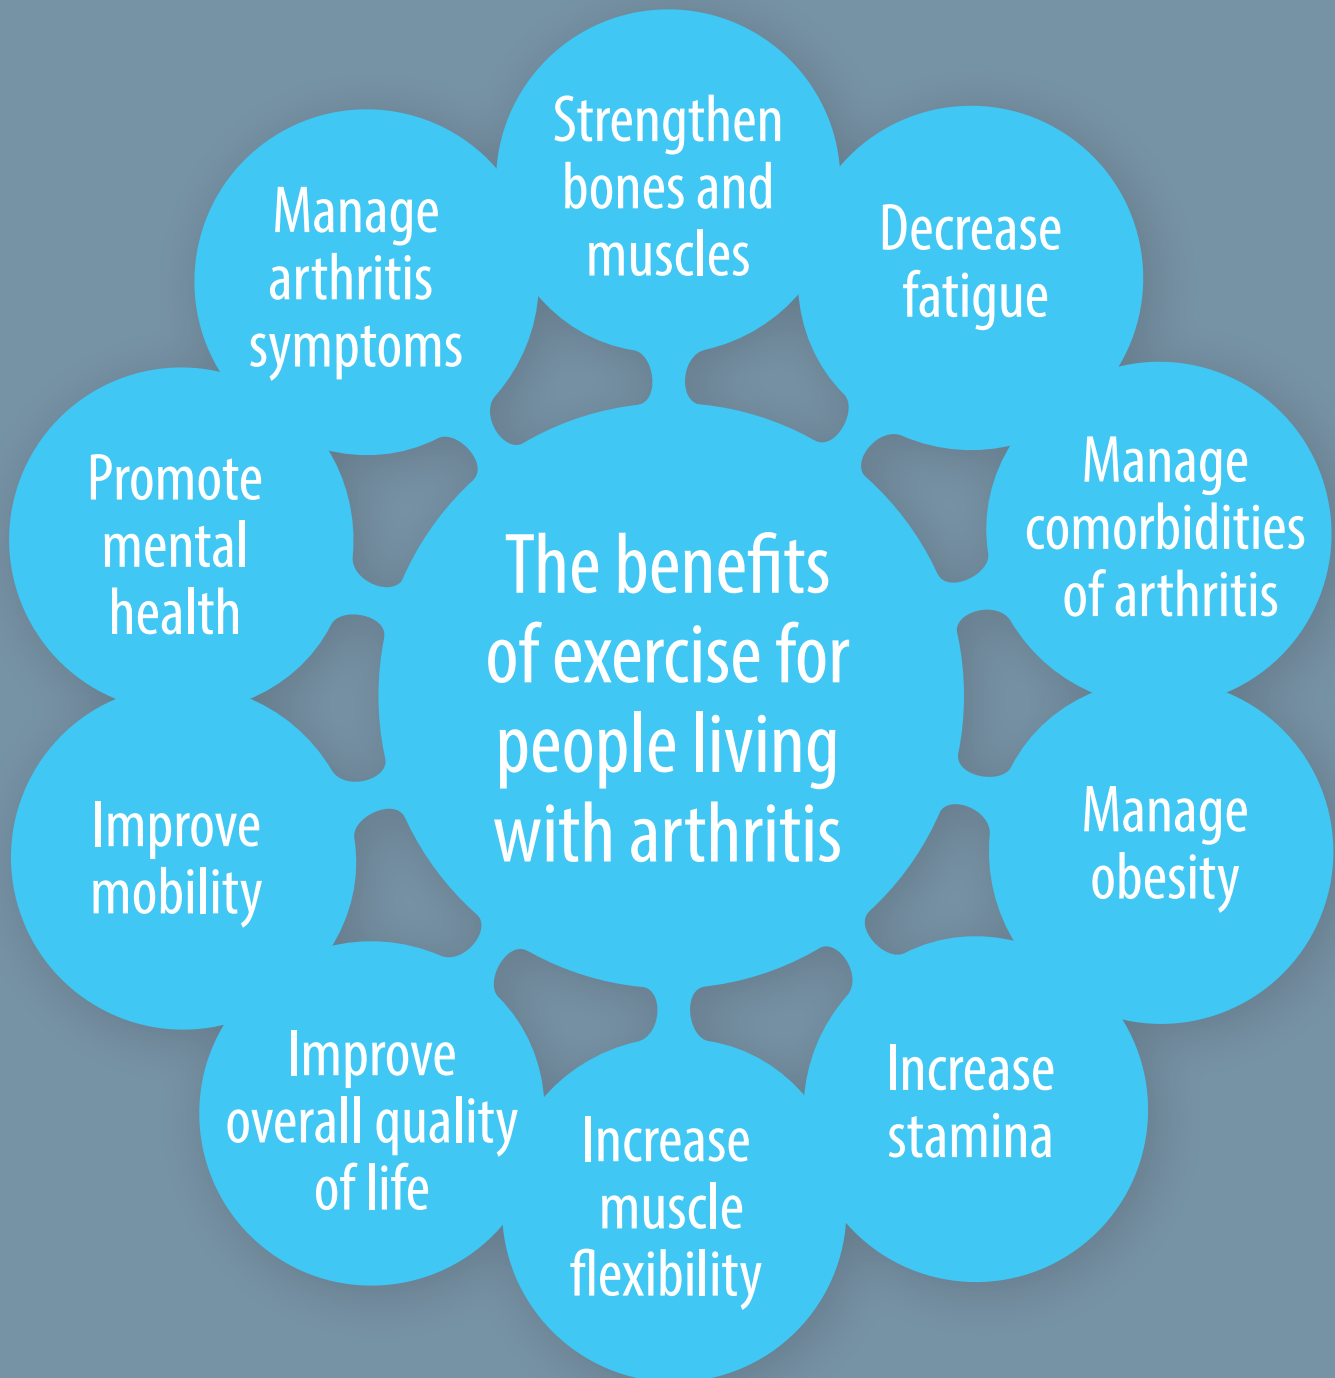 Strengthen
bones and
muscles
Decrease
fatigue
Manage
comorbidities
of arthritis
Manage
obesity
Increase
stamina
Increase
muscle
flexibility
Improve
overall quality
of life
Improve
mobility
Promote
mental
health
Manage
arthritis
symptoms
The benefits
of exercise for
people living
with arthritis